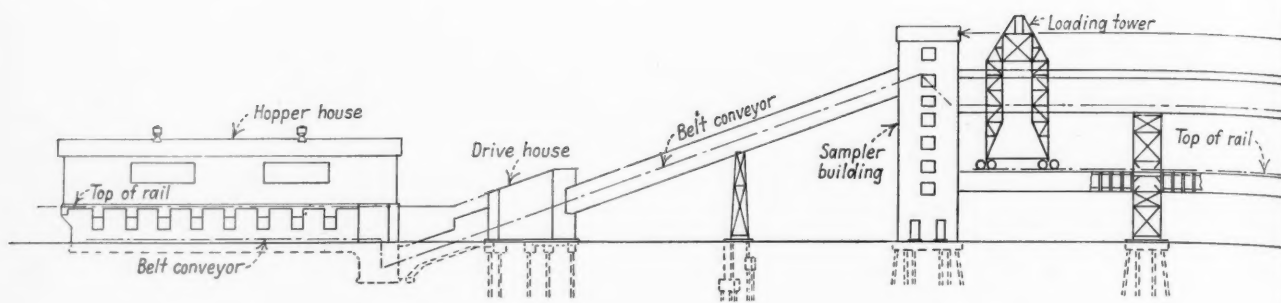 Loading tower
Hopper house
Belt conveyor
Drive house
Sampler
building
Top of rail
Top of rail
Belt conveyor